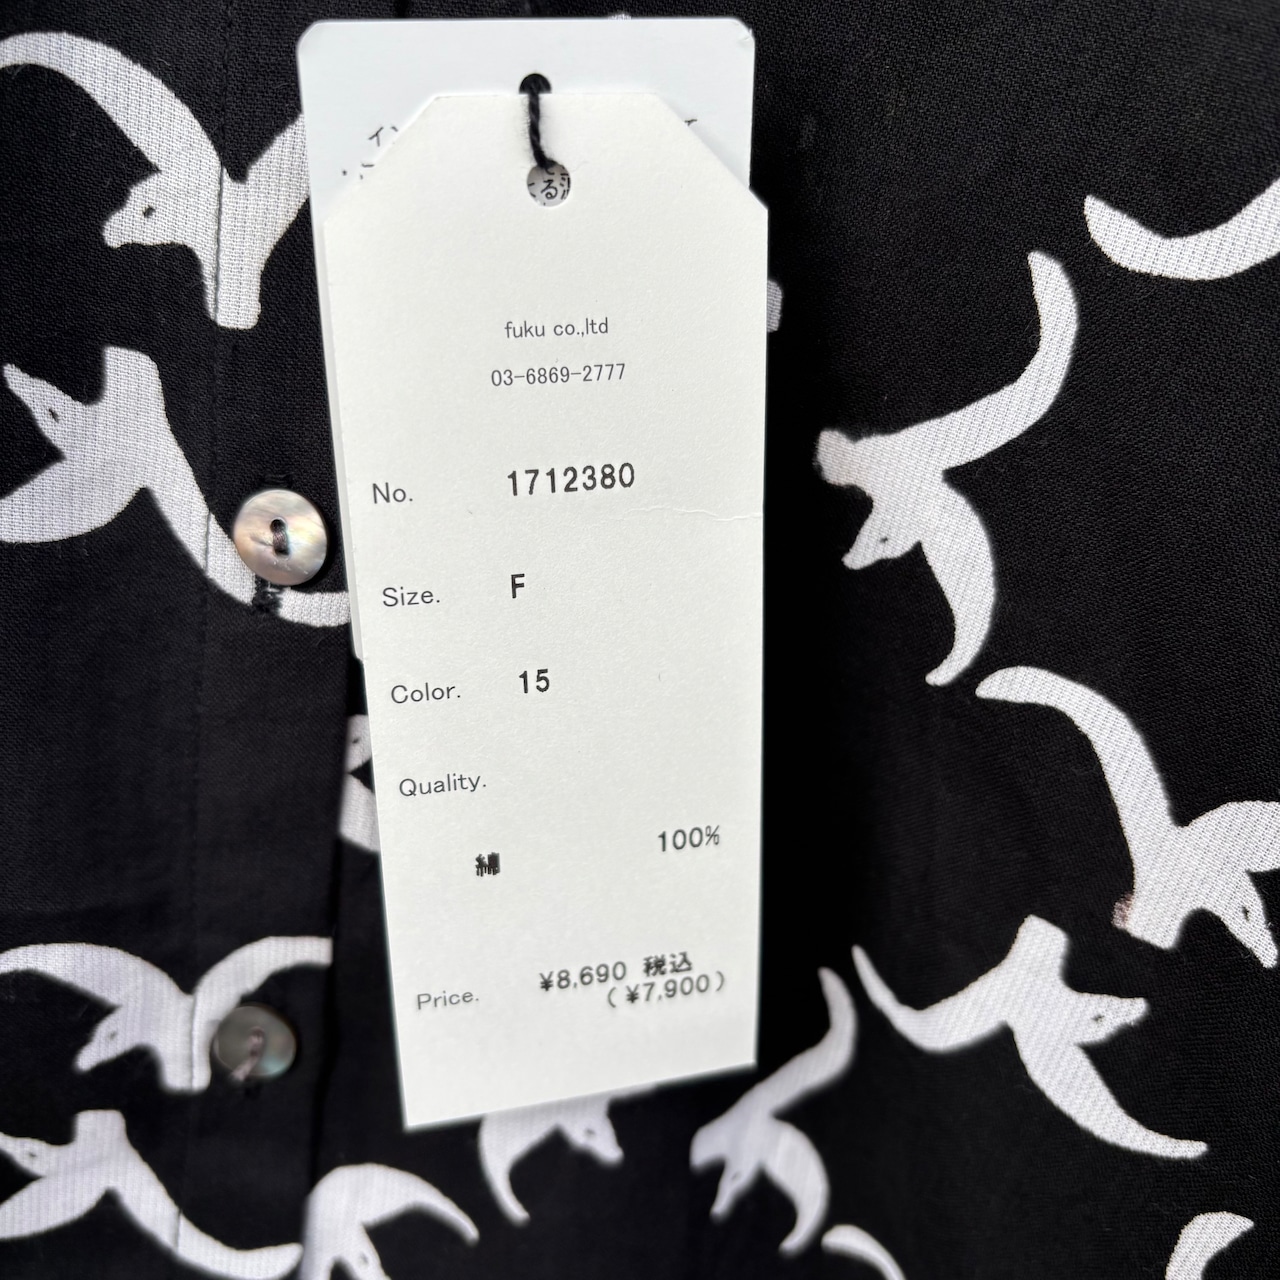 fuku co.,ltd
03-6869-2777
No. 1712380
Size. F
Color. 15
Quality.
綿 100%
Price. ¥8,690 税込
(¥7,900)